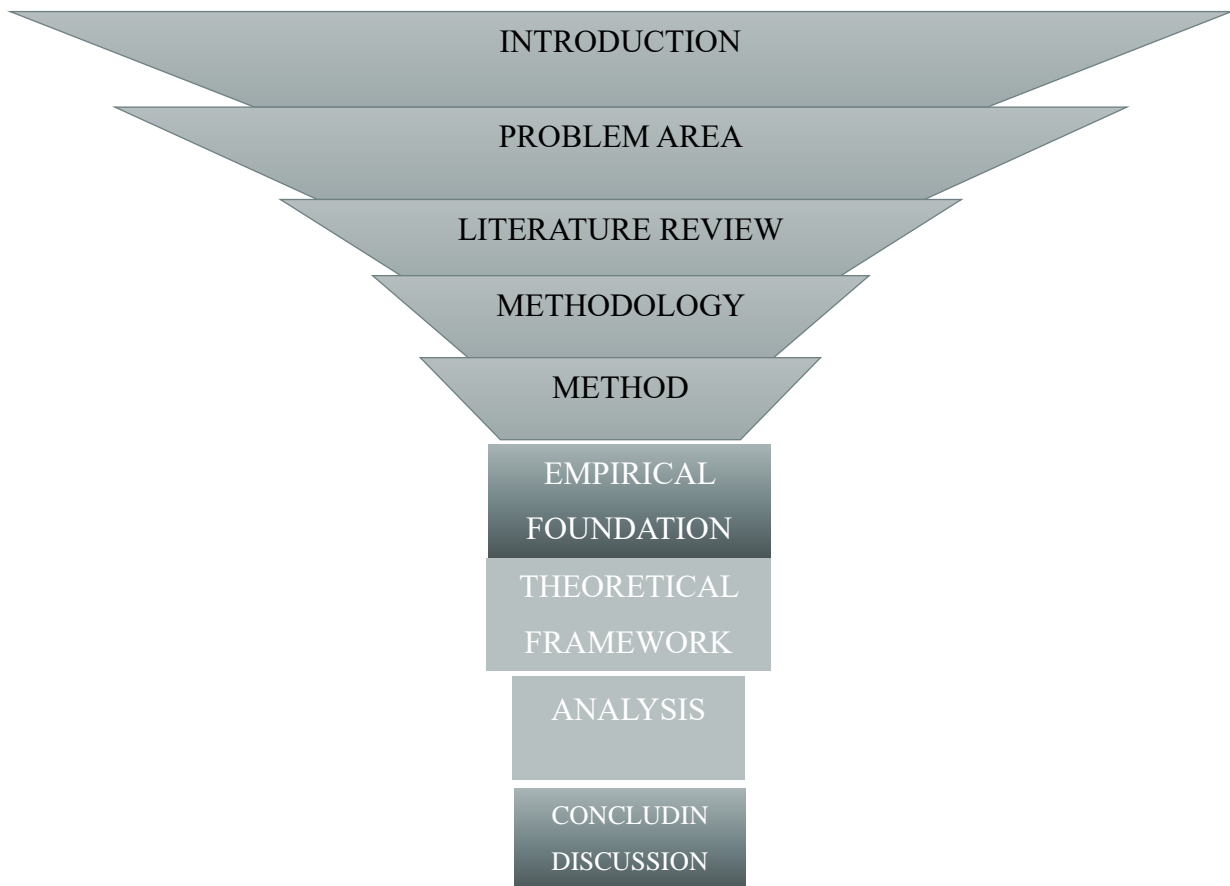 INTRODUCTION
PROBLEM AREA
LITERATURE REVIEW
METHODOLOGY
METHOD
EMPIRICAL
FOUNDATION
THEORETICAL
FRAMEWORK
ANALYSIS
CONCLUDIN
DISCUSSION